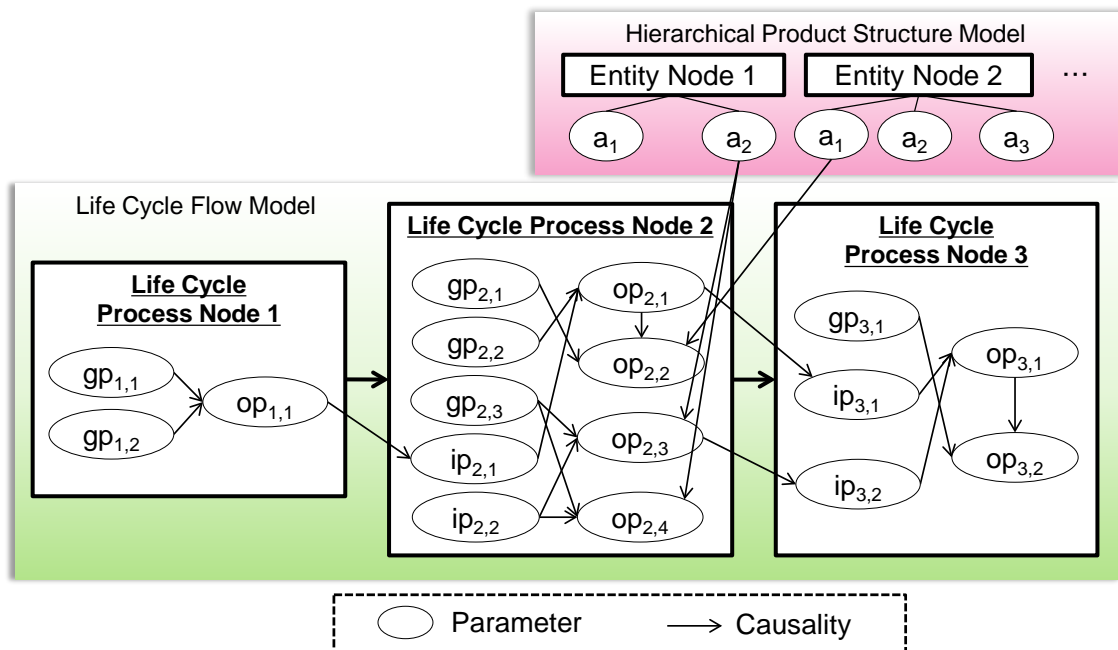 Hierarchical Product Structure Model
Entity Node 1
Entity Node 2
...
a₁
a₂
a₁
a₂
a₃
Life Cycle Flow Model
Life Cycle
Process Node 1
gp₁,₁
gp₁,₂
op₁,₁
Life Cycle Process Node 2
gp₂,₁
gp₂,₂
gp₂,₃
ip₂,₁
ip₂,₂
op₂,₁
op₂,₂
op₂,₃
op₂,₄
Life Cycle
Process Node 3
gp₃,₁
ip₃,₁
ip₃,₂
op₃,₁
op₃,₂
Parameter
Causality